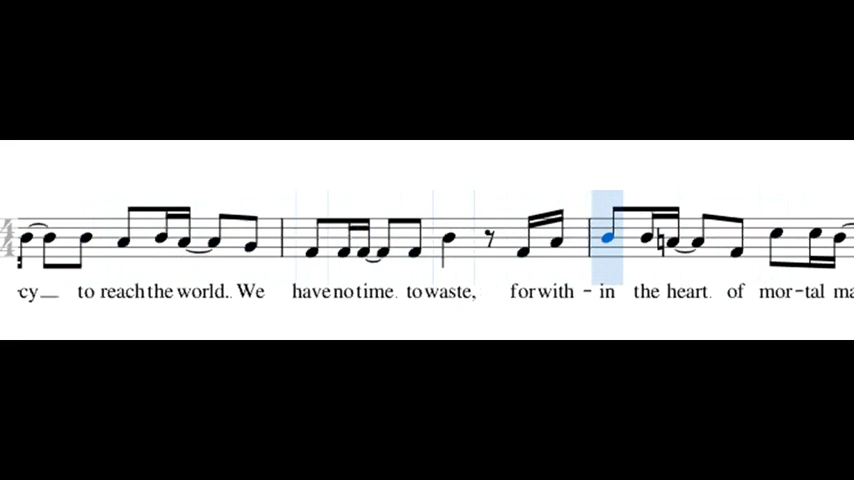 4
4
cy__ to reach the world. We have no time to waste, for with - in the heart of mor-tal ma